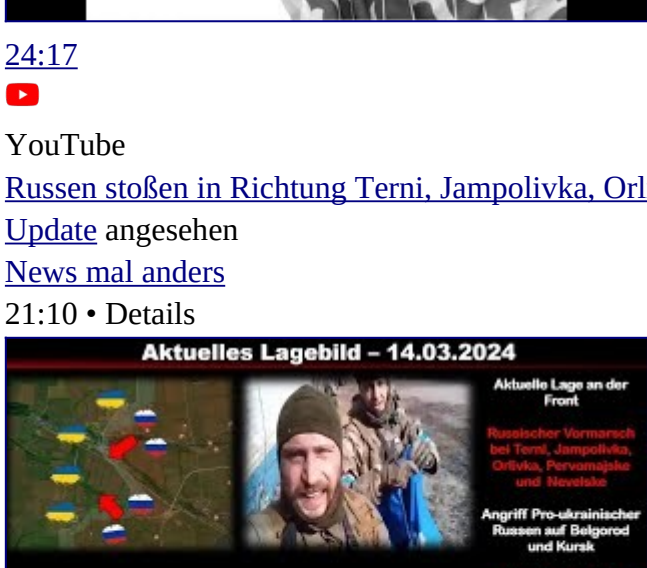 24:17
YouTube
Russen stoßen in Richtung Terni, Jampolivka, Orl
Update angesehen
News mal anders
21:10 • Details
Aktuelles Lagebild – 14.03.2024
Aktuelle Lage an der
Front
Russischer Vormarsch
bei Terni, Jampolivka,
Orlivka, Pervomajske
und Nevelske
Angriff Pro-ukrainischer
Russen auf Belgorod
und Kursk